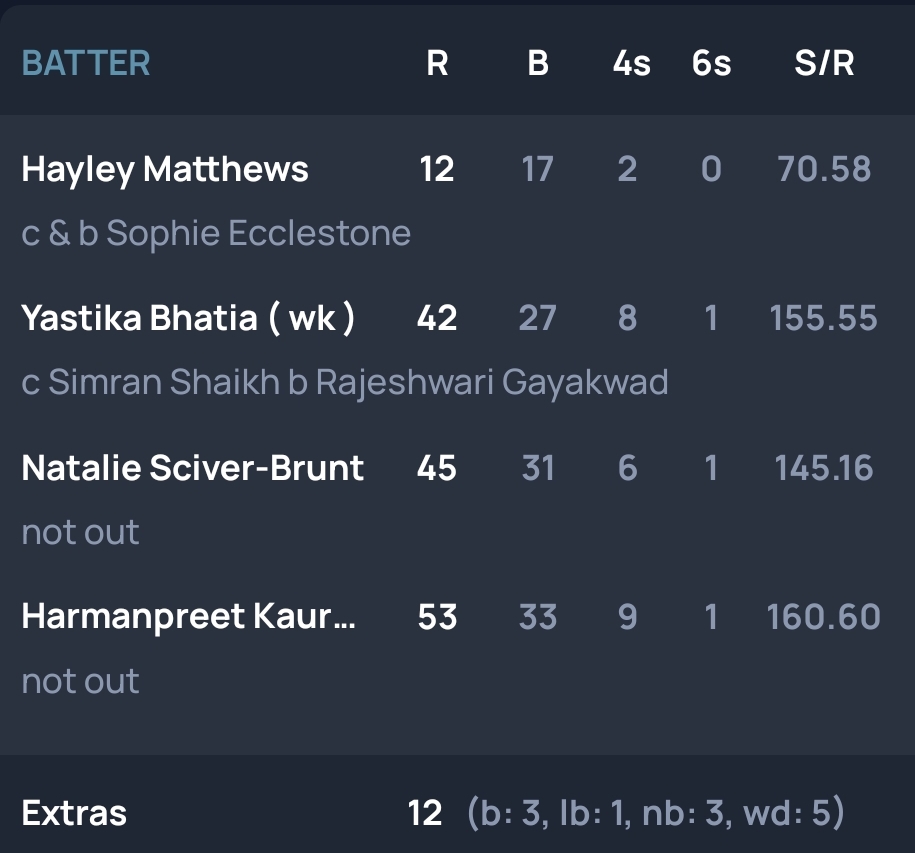 BATTER R B 4s 6s S/R
Hayley Matthews 12 17 2 0 70.58
c & b Sophie Ecclestone
Yastika Bhatia ( wk ) 42 27 8 1 155.55
c Simran Shaikh b Rajeshwari Gayakwad
Natalie Sciver-Brunt 45 31 6 1 145.16
not out
Harmanpreet Kaur... 53 33 9 1 160.60
not out
Extras 12 (b: 3, lb: 1, nb: 3, wd: 5)